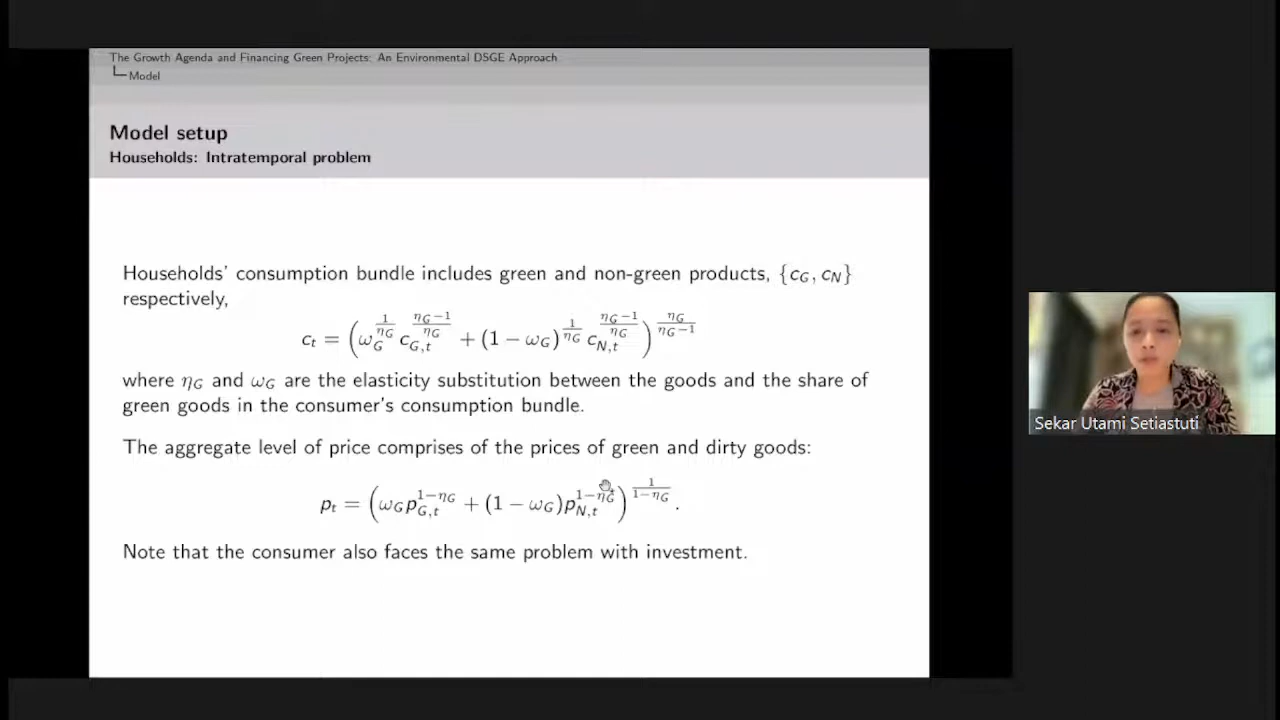 The Growth Agenda and Financing Green Projects: An Environmental DSGE Approach
Model
Model setup
Households: Intratemporal problem
Households' consumption bundle includes green and non-green products, {c_G, c_N}
respectively,
c_t = (ω_G^{1/η_G} c_{G,t}^{(η_G−1)/η_G} + (1 − ω_G)^{1/η_G} c_{N,t}^{(η_G−1)/η_G})^{η_G/(η_G−1)}
where η_G and ω_G are the elasticity substitution between the goods and the share of
green goods in the consumer's consumption bundle.
The aggregate level of price comprises of the prices of green and dirty goods:
p_t = (ω_G p_{G,t}^{1−η_G} + (1 − ω_G)p_{N,t}^{1−η_G})^{1/(1−η_G)}.
Note that the consumer also faces the same problem with investment.
Sekar Utami Setiastuti